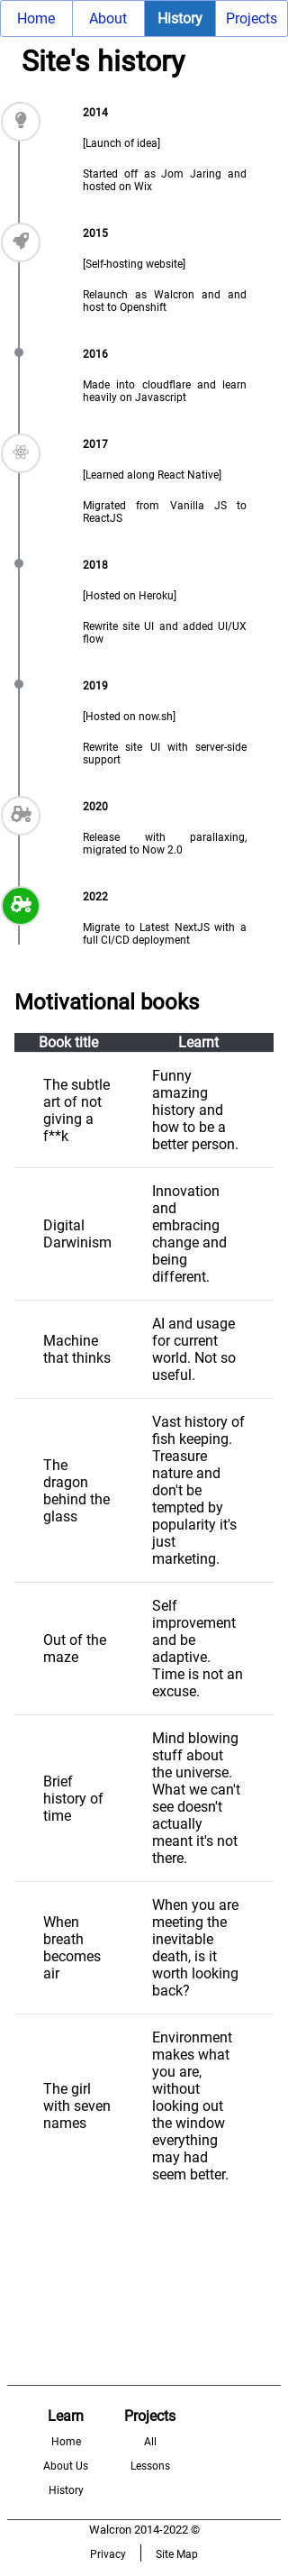 Home About History Projects
Site's history
2014
[Launch of idea]
Started off as Jom Jaring and
hosted on Wix
2015
[Self-hosting website]
Relaunch as Walcron and and
host to Openshift
2016
Made into cloudflare and learn
heavily on Javascript
2017
[Learned along React Native]
Migrated from Vanilla JS to
ReactJS
2018
[Hosted on Heroku]
Rewrite site UI and added UI/UX
flow
2019
[Hosted on now.sh]
Rewrite site UI with server-side
support
2020
Release with parallaxing,
migrated to Now 2.0
2022
Migrate to Latest NextJS with a
full CI/CD deployment
Motivational books
Book title Learnt
The subtle
art of not
giving a
f**k
Funny
amazing
history and
how to be a
better person.
Digital
Darwinism
Innovation
and
embracing
change and
being
different.
Machine
that thinks
AI and usage
for current
world. Not so
useful.
The
dragon
behind the
glass
Vast history of
fish keeping.
Treasure
nature and
don't be
tempted by
popularity it's
just
marketing.
Out of the
maze
Self
improvement
and be
adaptive.
Time is not an
excuse.
Brief
history of
time
Mind blowing
stuff about
the universe.
What we can't
see doesn't
actually
meant it's not
there.
When
breath
becomes
air
When you are
meeting the
inevitable
death, is it
worth looking
back?
The girl
with seven
names
Environment
makes what
you are,
without
looking out
the window
everything
may had
seem better.
Learn
Home
About Us
History
Projects
All
Lessons
Walcron 2014-2022 ©
Privacy Site Map